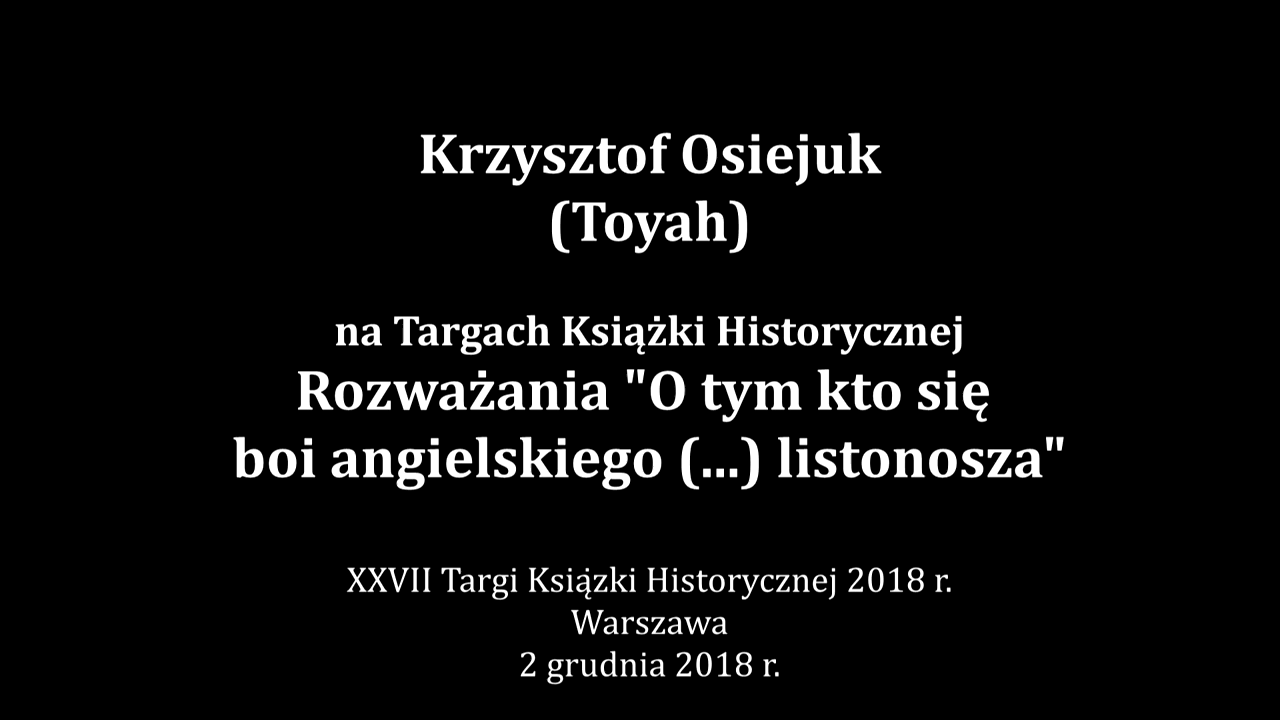 Krzysztof Osiejuk
(Toyah)
na Targach Książki Historycznej
Rozważania "O tym kto się
boi angielskiego (...) listonosza"
XXVII Targi Książki Historycznej 2018 r.
Warszawa
2 grudnia 2018 r.